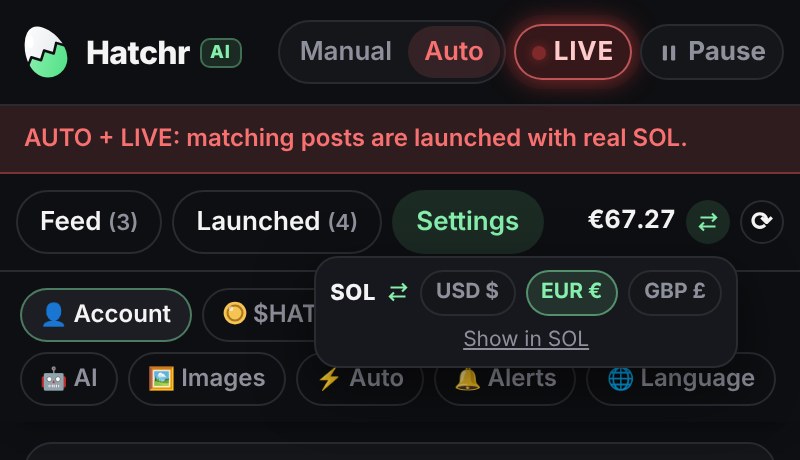 Hatchr AI Manual Auto LIVE Pause
AUTO + LIVE: matching posts are launched with real SOL.
Feed (3) Launched (4) Settings €67.27
SOL USD $ EUR € GBP £
Show in SOL
Account $HAT
AI Images Auto Alerts Language